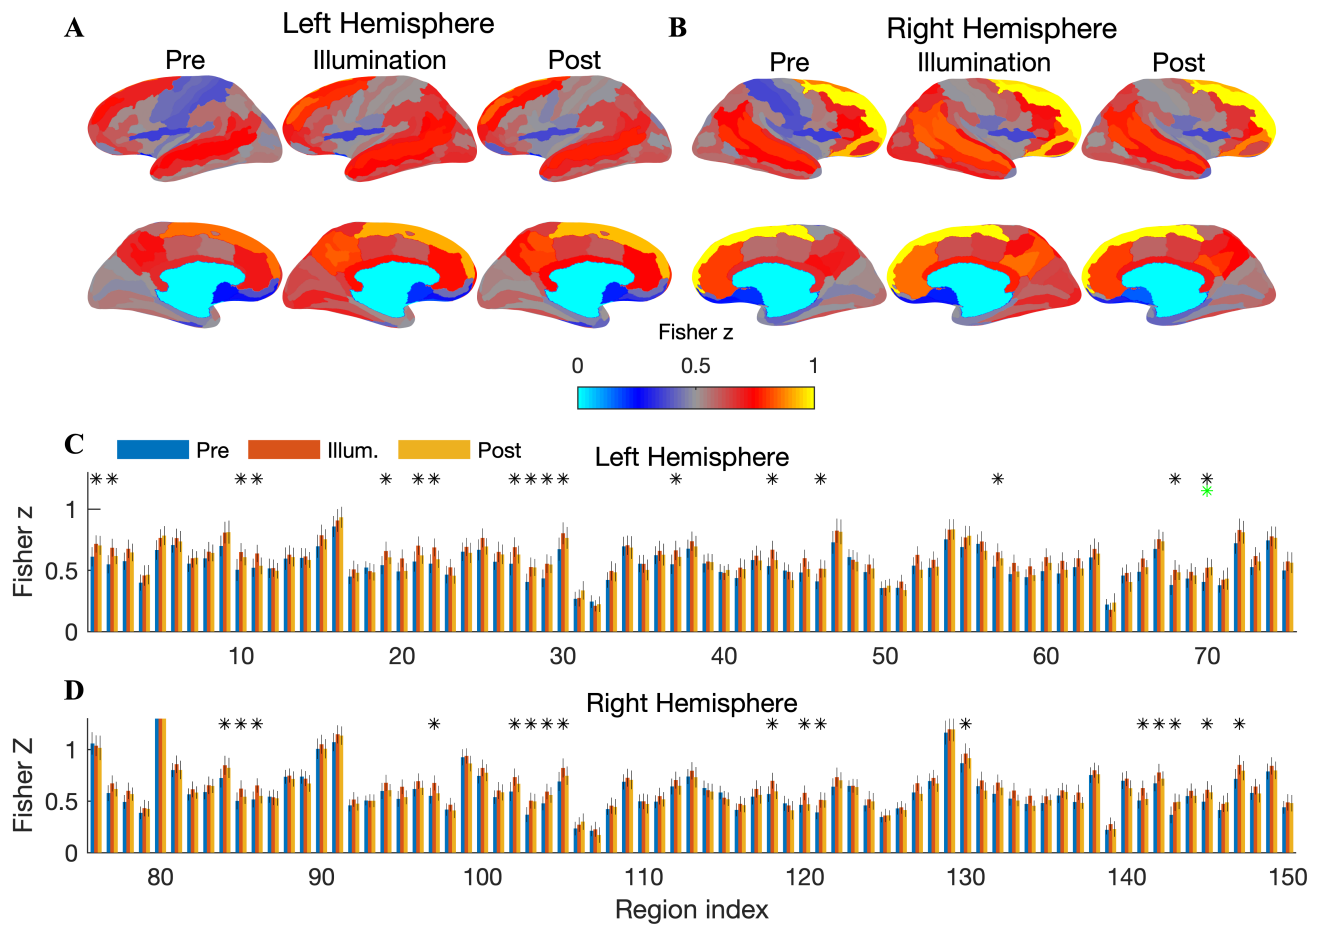 A Left Hemisphere
Pre Illumination Post
B Right Hemisphere
Pre Illumination Post
Fisher z
0 0.5 1
C Pre Illum. Post Left Hemisphere
* * * * * * * * * * * * * * * * *
*
Fisher z
1
0.5
0
10 20 30 40 50 60 70
D Right Hemisphere
* * * * * * * * * * * * * * * * *
Fisher Z
1
0.5
0
80 90 100 110 120 130 140 150
Region index